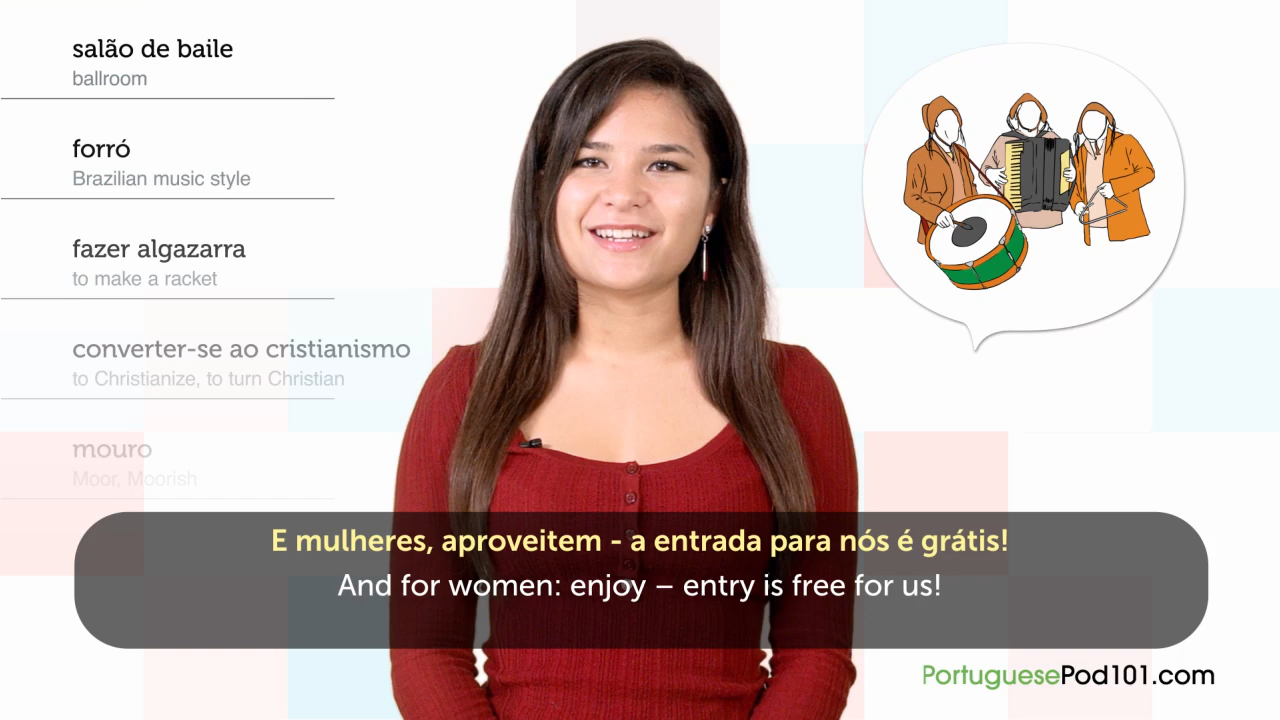 salão de baile
ballroom
forró
Brazilian music style
fazer algazarra
to make a racket
converter-se ao cristianismo
to Christianize, to turn Christian
mouro
Moor, Moorish
E mulheres, aproveitem - a entrada para nós é grátis!
And for women: enjoy – entry is free for us!
PortuguesePod101.com